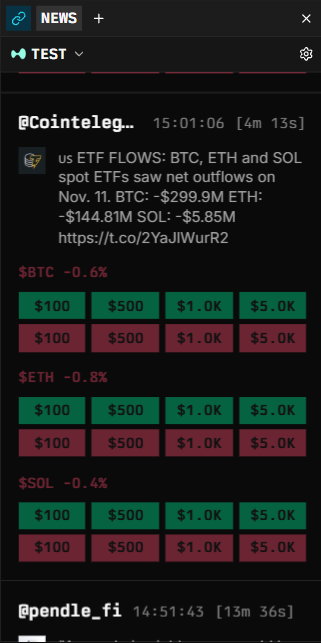 NEWS +
TEST
@Cointeleg… 15:01:06 [4m 13s]
us ETF FLOWS: BTC, ETH and SOL
spot ETFs saw net outflows on
Nov. 11. BTC: -$299.9M ETH:
-$144.81M SOL: -$5.85M
https://t.co/2YaJlWurR2
$BTC -0.6%
$100 $500 $1.0K $5.0K
$100 $500 $1.0K $5.0K
$ETH -0.8%
$100 $500 $1.0K $5.0K
$100 $500 $1.0K $5.0K
$SOL -0.4%
$100 $500 $1.0K $5.0K
$100 $500 $1.0K $5.0K
@pendle_fi 14:51:43 [13m 36s]